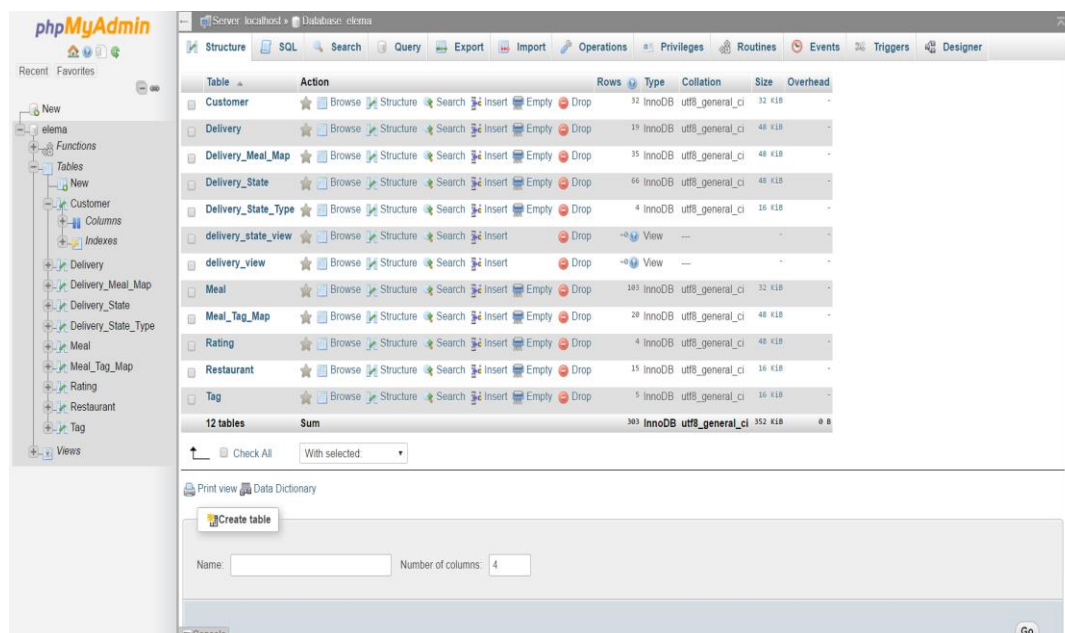 phpMyAdmin
Recent Favorites
New
elema
Functions
Tables
New
Customer
Columns
Indexes
Delivery
Delivery_Meal_Map
Delivery_State
Delivery_State_Type
Meal
Meal_Tag_Map
Rating
Restaurant
Tag
Views
Server: localhost » Database: elema
Structure SQL Search Query Export Import Operations Privileges Routines Events Triggers Designer
Table Action Rows Type Collation Size Overhead
Customer Browse Structure Search Insert Empty Drop 32 InnoDB utf8_general_ci 32 KiB -
Delivery Browse Structure Search Insert Empty Drop 19 InnoDB utf8_general_ci 48 KiB -
Delivery_Meal_Map Browse Structure Search Insert Empty Drop 35 InnoDB utf8_general_ci 48 KiB -
Delivery_State Browse Structure Search Insert Empty Drop 66 InnoDB utf8_general_ci 48 KiB -
Delivery_State_Type Browse Structure Search Insert Empty Drop 4 InnoDB utf8_general_ci 16 KiB -
delivery_state_view Browse Structure Search Insert Drop ~0 View --- - -
delivery_view Browse Structure Search Insert Drop ~0 View --- - -
Meal Browse Structure Search Insert Empty Drop 103 InnoDB utf8_general_ci 32 KiB -
Meal_Tag_Map Browse Structure Search Insert Empty Drop 20 InnoDB utf8_general_ci 48 KiB -
Rating Browse Structure Search Insert Empty Drop 4 InnoDB utf8_general_ci 48 KiB -
Restaurant Browse Structure Search Insert Empty Drop 15 InnoDB utf8_general_ci 16 KiB -
Tag Browse Structure Search Insert Empty Drop 5 InnoDB utf8_general_ci 16 KiB -
12 tables Sum 303 InnoDB utf8_general_ci 352 KiB 0 B
Check All With selected:
Print view Data Dictionary
Create table
Name: Number of columns: 4
Console Go